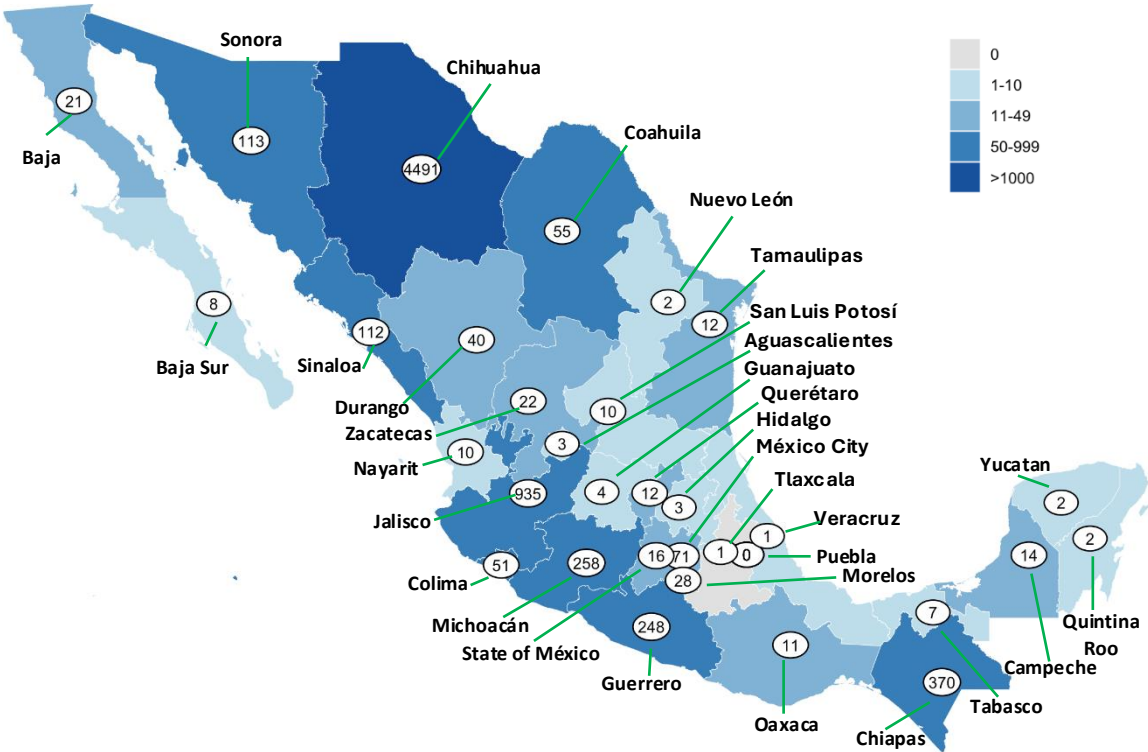 Sonora
0
Chihuahua
1-10
11-49
21
50-999
113
Coahuila
>1000
Baja
4491
Nuevo León
55
Tamaulipas
8
2
San Luis Potosí
112
12
Aguascalientes
40
Guanajuato
Baja Sur
Sinaloa
Querétaro
Durango
22
10
Hidalgo
Zacatecas
3
México City
Nayarit
10
Yucatan
Tlaxcala
4
12
935
3
2
Jalisco
Veracruz
1
2
16
71
1
0
Puebla
14
Colima
51
258
28
Morelos
Michoacán
7
Quintina
Roo
State of México
248
11
Campeche
Guerrero
370
Tabasco
Oaxaca
Chiapas